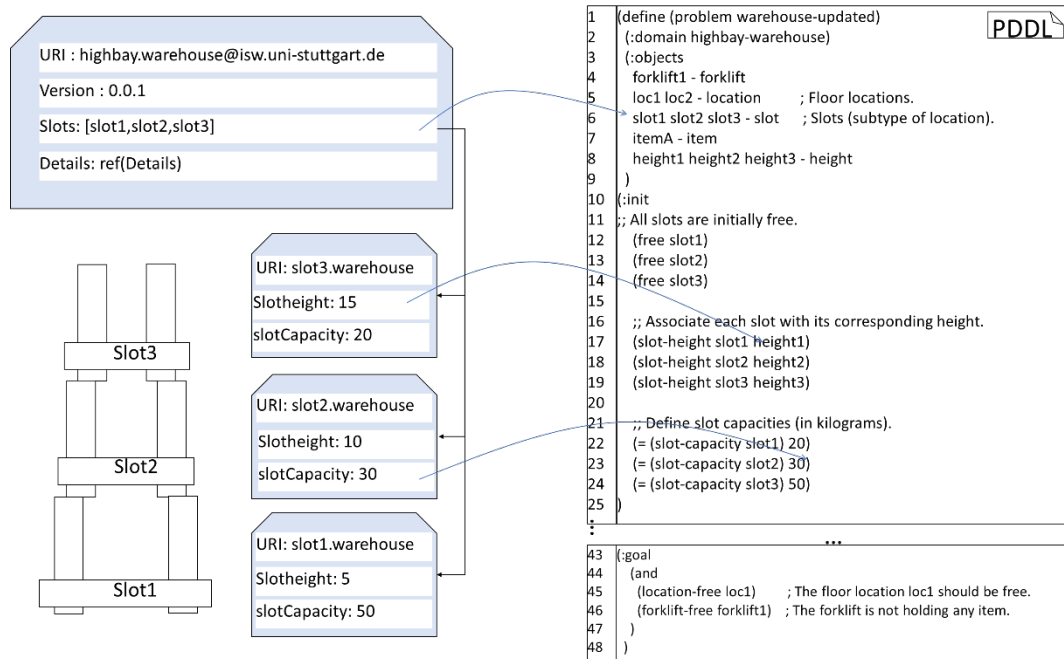 URI : highbay.warehouse@isw.uni-stuttgart.de
Version : 0.0.1
Slots: [slot1,slot2,slot3]
Details: ref(Details)
URI: slot3.warehouse
Slotheight: 15
slotCapacity: 20
URI: slot2.warehouse
Slotheight: 10
slotCapacity: 30
URI: slot1.warehouse
Slotheight: 5
slotCapacity: 50
Slot3
Slot2
Slot1
PDDL
1 (define (problem warehouse-updated)
2 (:domain highbay-warehouse)
3 (:objects
4 forklift1 - forklift
5 loc1 loc2 - location ; Floor locations.
6 slot1 slot2 slot3 - slot ; Slots (subtype of location).
7 itemA - item
8 height1 height2 height3 - height
9 )
10 (:init
11 ;; All slots are initially free.
12 (free slot1)
13 (free slot2)
14 (free slot3)
15
16 ;; Associate each slot with its corresponding height.
17 (slot-height slot1 height1)
18 (slot-height slot2 height2)
19 (slot-height slot3 height3)
20
21 ;; Define slot capacities (in kilograms).
22 (= (slot-capacity slot1) 20)
23 (= (slot-capacity slot2) 30)
24 (= (slot-capacity slot3) 50)
25 )
...
43 (:goal
44 (and
45 (location-free loc1) ; The floor location loc1 should be free.
46 (forklift-free forklift1) ; The forklift is not holding any item.
47 )
48 )